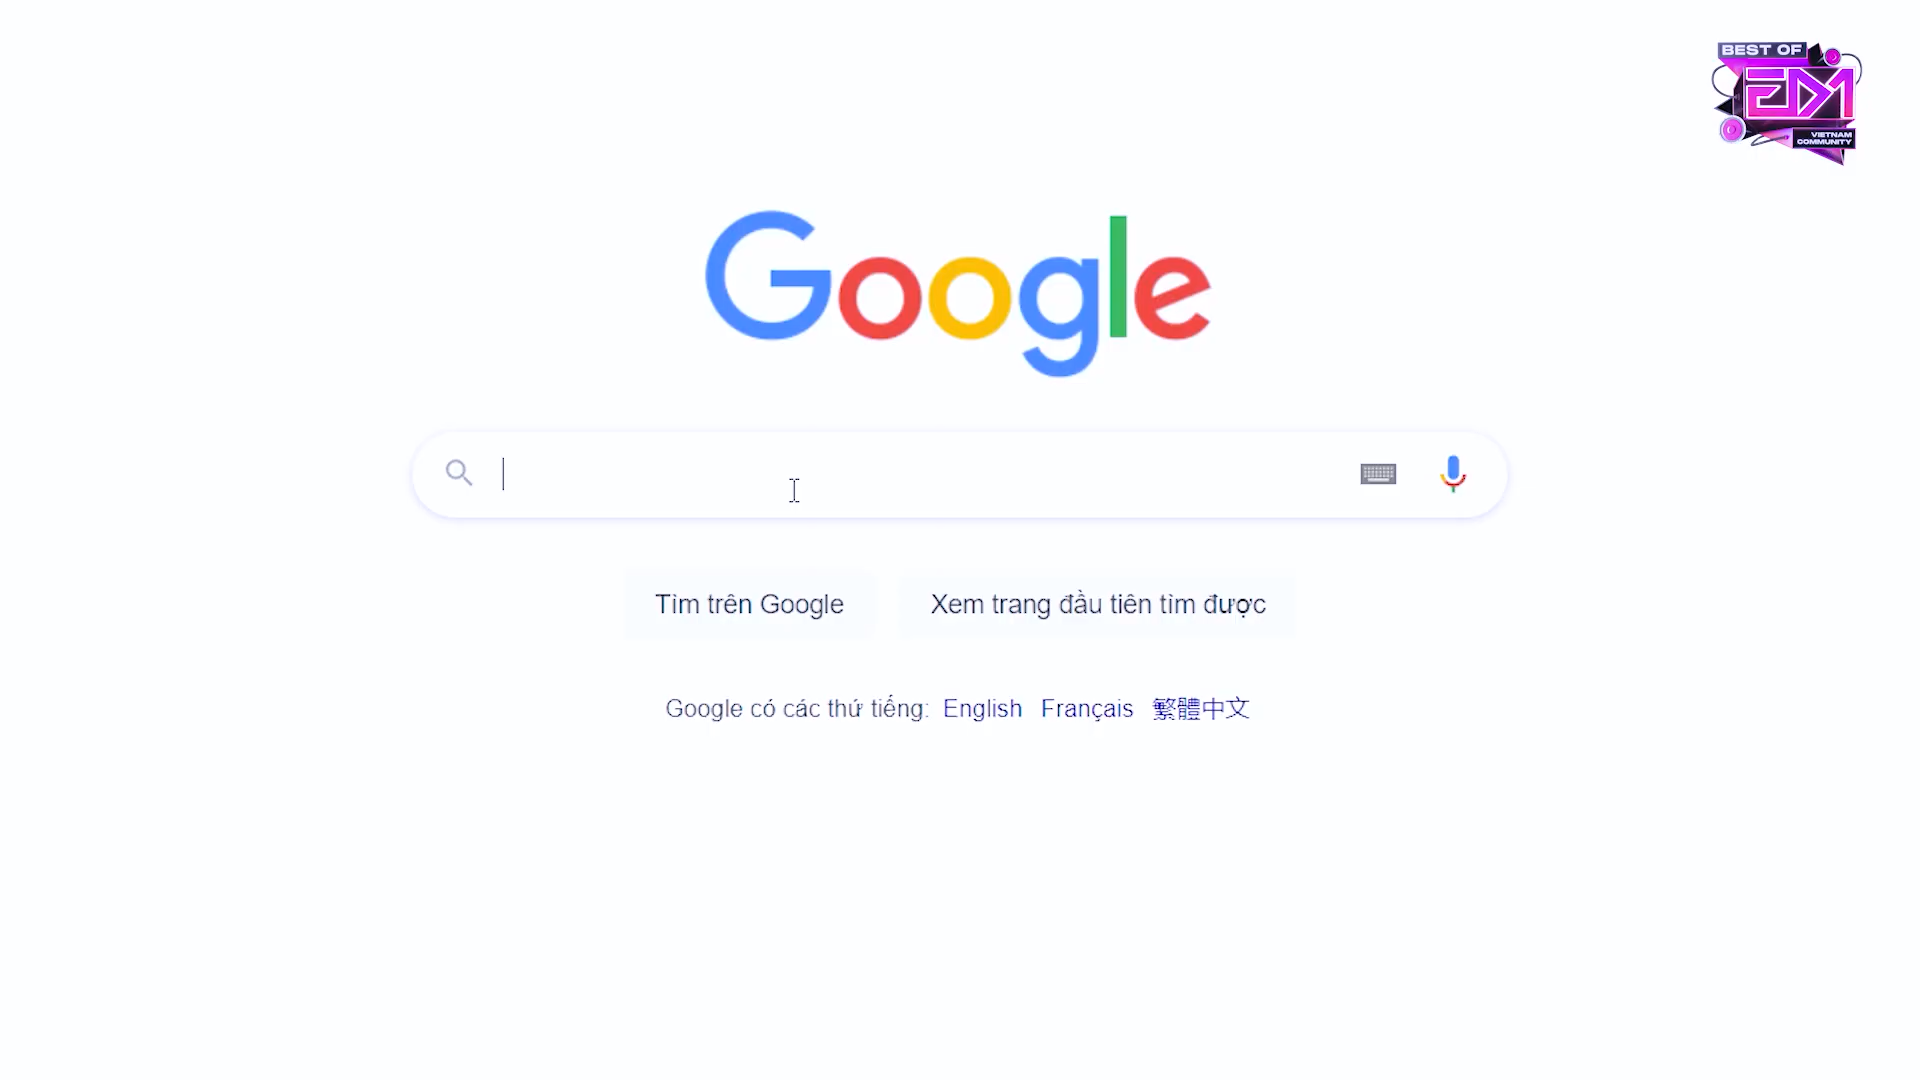 BEST OF
EDM
VIETNAM
COMMUNITY
Google
Tìm trên Google
Xem trang đầu tiên tìm được
Google có các thứ tiếng: English Français 繁體中文